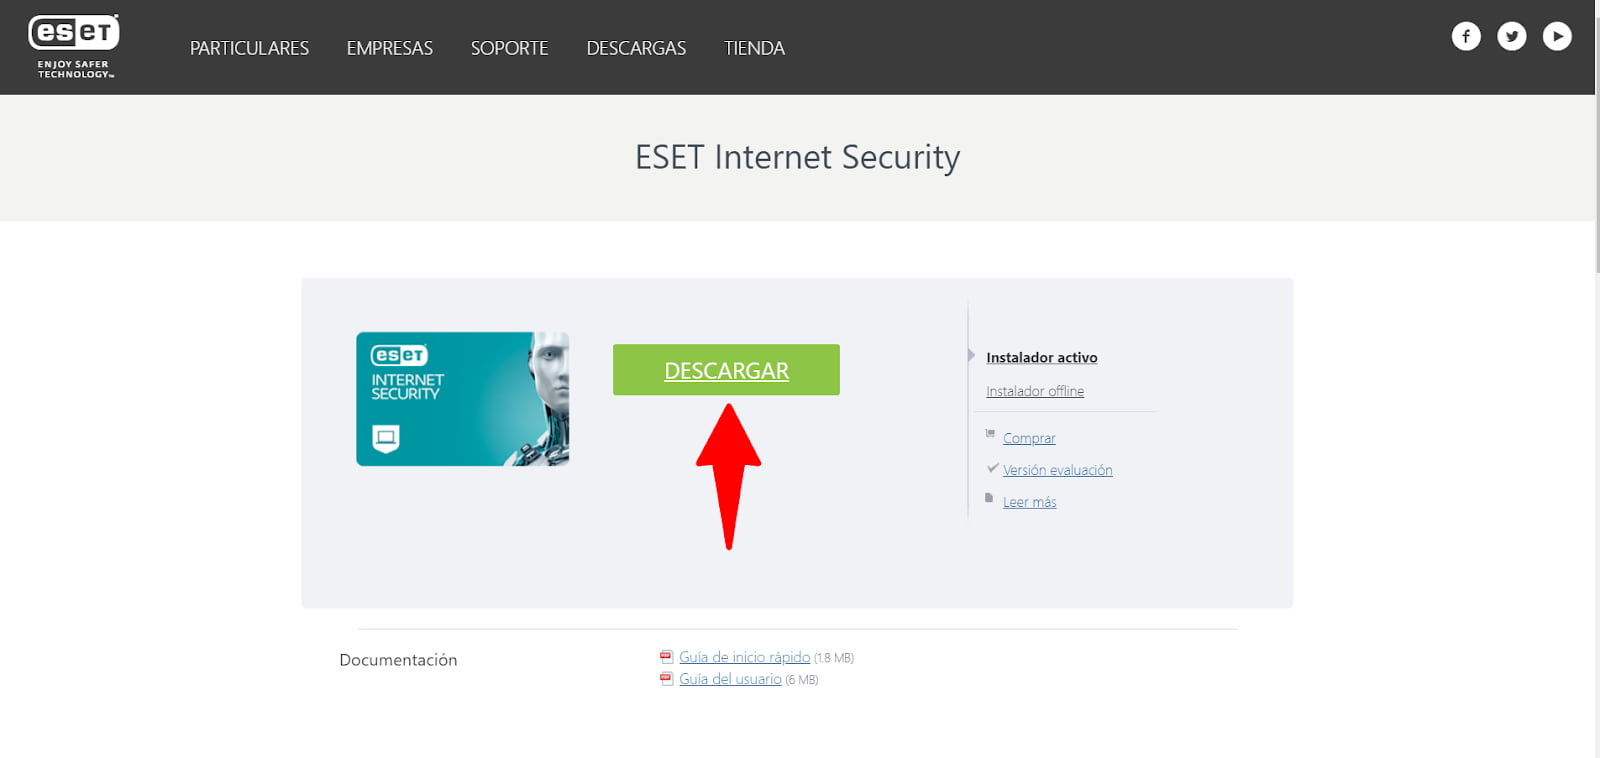 eset
ENJOY SAFER
TECHNOLOGY™
PARTICULARES
EMPRESAS
SOPORTE
DESCARGAS
TIENDA
ESET Internet Security
eset
INTERNET
SECURITY
DESCARGAR
Instalador activo
Instalador offline
Comprar
Versión evaluación
Leer más
Documentación
Guía de inicio rápido (1.8 MB)
Guía del usuario (6 MB)